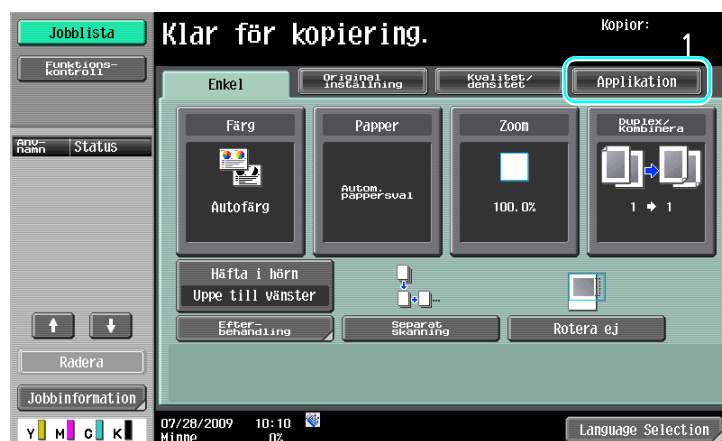 Jobblista
Klar för kopiering.
Kopior:
1
Funktions-
kontroll
Enkel
Original
inställning
Kvalitet/
densitet
Applikation
Färg
Papper
Zoom
Duplex/
Kombinera
Anv-
namn
Status
Autofärg
Autom.
pappersval
100.0%
1 → 1
Häfta i hörn
Uppe till vänster
Efter-
behandling
Separat
skanning
Rotera ej
Radera
Jobbinformation
Y M C K
07/28/2009 10:10
Minne 0%
Language Selection